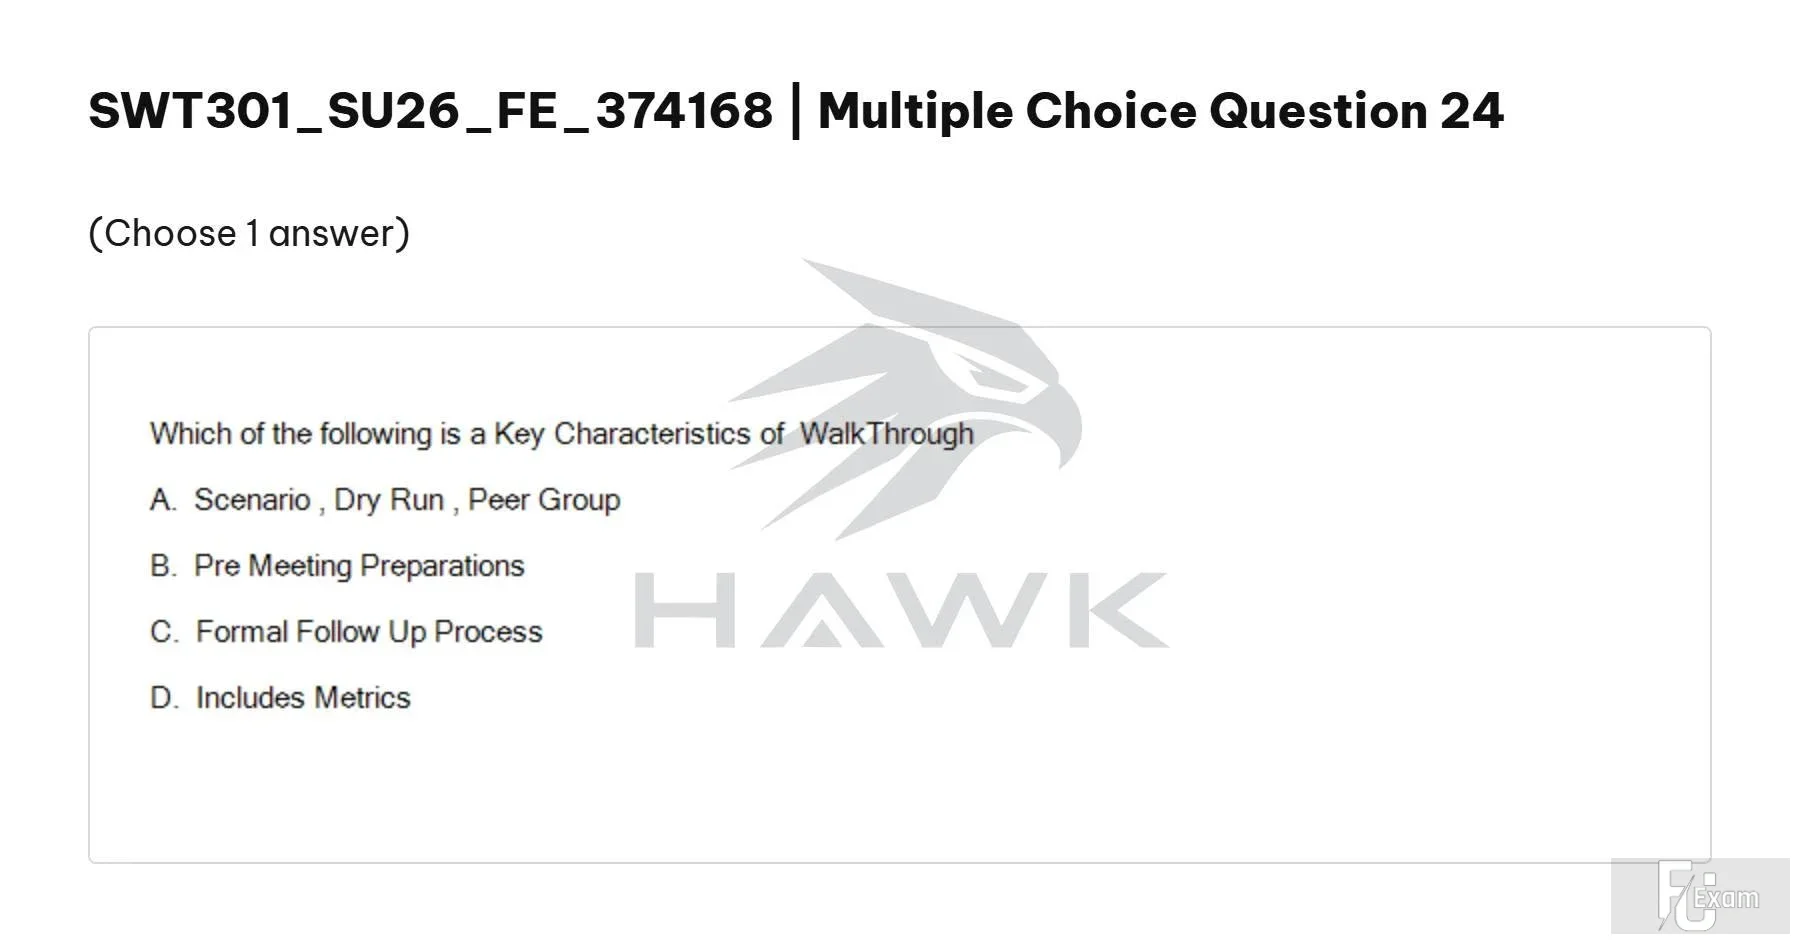 SWT301_SU26_FE_374168 | Multiple Choice Question 24
(Choose 1 answer)
Which of the following is a Key Characteristics of WalkThrough
A. Scenario , Dry Run , Peer Group
B. Pre Meeting Preparations
C. Formal Follow Up Process
D. Includes Metrics
HAWK
FU Exam